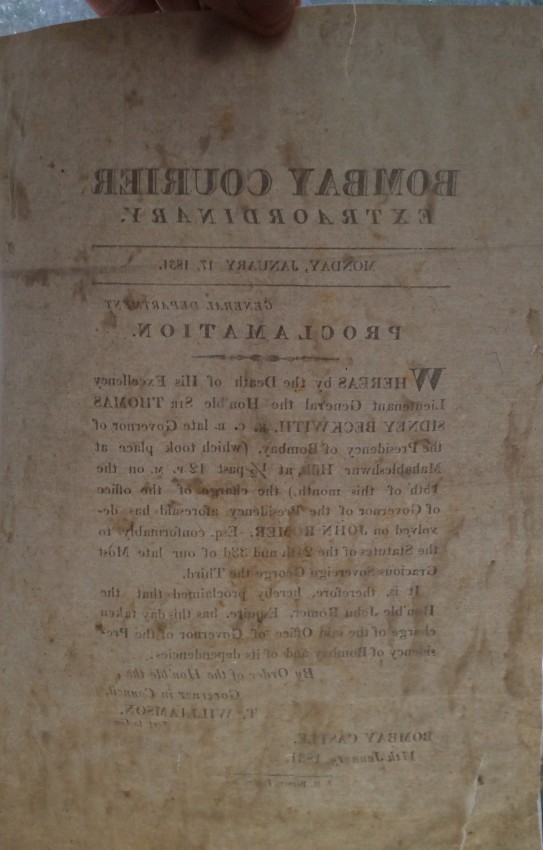 BOMBAY COURIER
EXTRAORDINARY.
MONDAY, JANUARY 17, 1831.
GENERAL DEPARTMENT
PROCLAMATION.
WHEREAS by the Death of His Excellency
Lieutenant General the Hon'ble SIR THOMAS
SIDNEY BECKWITH, K. C. B. late Governor of
the Presidency of Bombay, (which took place at
Mahableshwur Hills, at ½ past 12 P. M. on the
15th of this month,) the charge of the office
of Governor of the Presidency aforesaid has de-
volved on JOHN ROMER, Esq. conformably to
the Statutes of the and 33d of our late Most
Gracious Sovereign George the Third.
It is, therefore, hereby proclaimed that the
Hon'ble John Romer, Esquire, has this day taken
charge of the said Office of Governor of the Pre-
sidency of Bombay and of its dependencies.
By Order of the Hon'ble the
Governor in Council,
T. WILLIAMSON,
BOMBAY CASTLE,
17th January 1831.